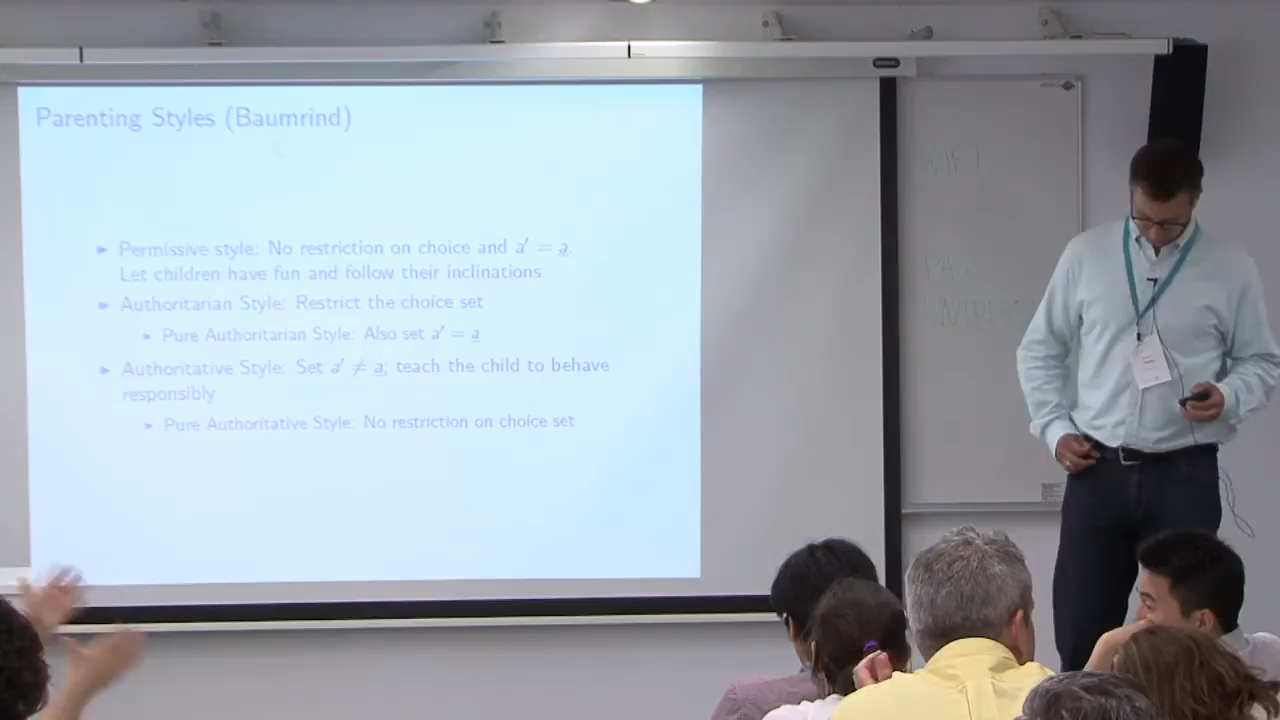 Parenting Styles (Baumrind)
► Permissive style: No restriction on choice and a′ = a.
Let children have fun and follow their inclinations
► Authoritarian Style: Restrict the choice set
► Pure Authoritarian Style: Also set a′ = a
► Authoritative Style: Set a′ ≠ a; teach the child to behave
responsibly
► Pure Authoritative Style: No restriction on choice set